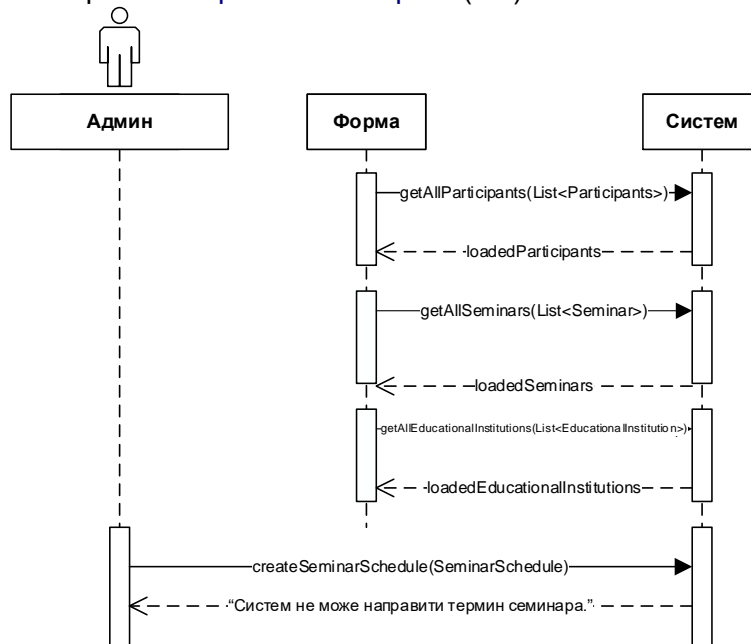 Админ
Форма
Систем
getAllParticipants(List<Participants>)
loadedParticipants
getAllSeminars(List<Seminar>)
loadedSeminars
getAllEducationalInstitutions(List<EducationalInstitution>)
loadedEducationalInstitutions
createSeminarSchedule(SeminarSchedule)
“Систем не може направити термин семинара.”